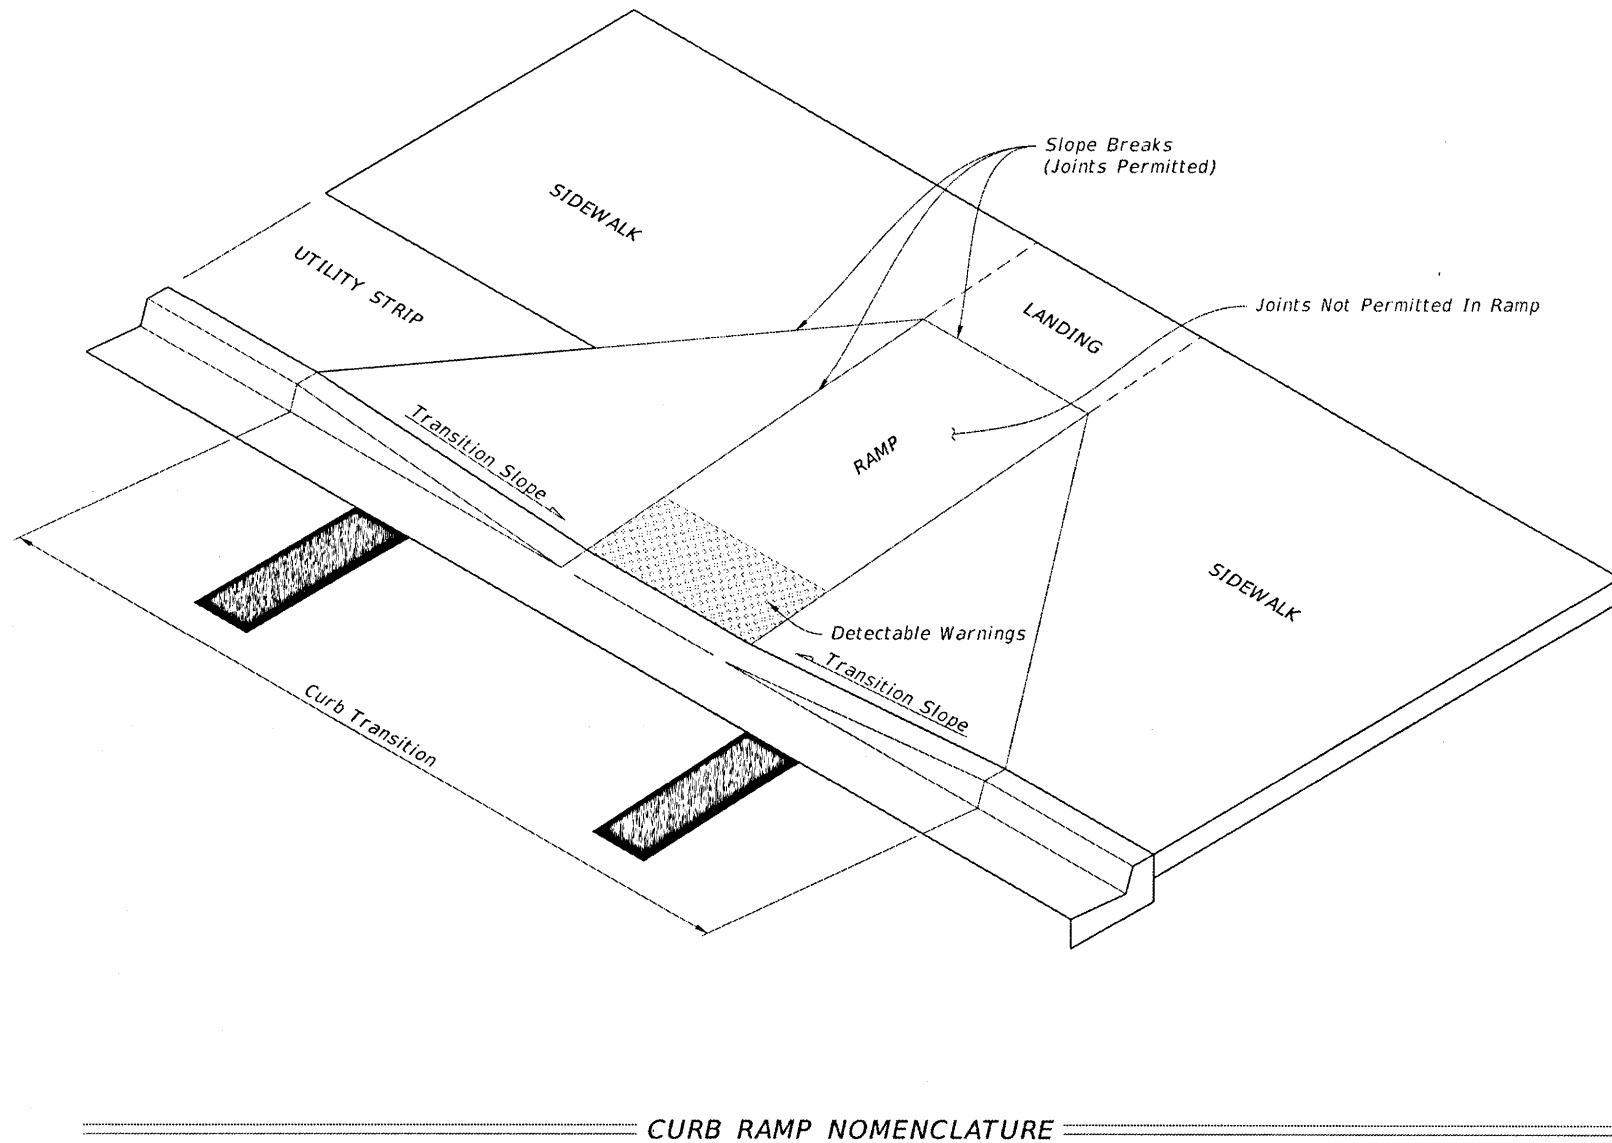 Slope Breaks
(Joints Permitted)
SIDEWALK
UTILITY STRIP
LANDING
Joints Not Permitted In Ramp
Transition Slope
RAMP
SIDEWALK
Detectable Warnings
Transition Slope
Curb Transition
CURB RAMP NOMENCLATURE